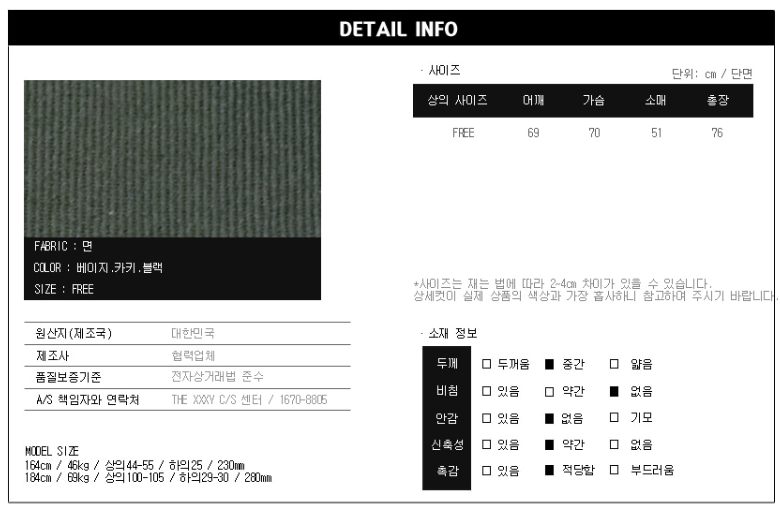 DETAIL INFO
FABRIC : 면
COLOR : 베이지.카키.블랙
SIZE : FREE
원산지(제조국) 대한민국
제조사 협력업체
품질보증기준 전자상거래법 준수
A/S 책임자와 연락처 THE XXXY C/S 센터 / 1670-8805
MODEL SIZE
164cm / 46kg / 상의44-55 / 하의25 / 230mm
184cm / 69kg / 상의100-105 / 하의29-30 / 280mm
· 사이즈 단위: cm / 단면
상의 사이즈 어깨 가슴 소매 총장
FREE 69 70 51 76
*사이즈는 재는 법에 따라 2-4cm 차이가 있을 수 있습니다.
상세컷이 실제 상품의 색상과 가장 흡사하니 참고하여 주시기 바랍니다.
· 소재 정보
두께 □ 두꺼움 ■ 중간 □ 얇음
비침 □ 있음 □ 약간 ■ 없음
안감 □ 있음 ■ 없음 □ 기모
신축성 □ 있음 ■ 약간 □ 없음
촉감 □ 있음 ■ 적당함 □ 부드러움